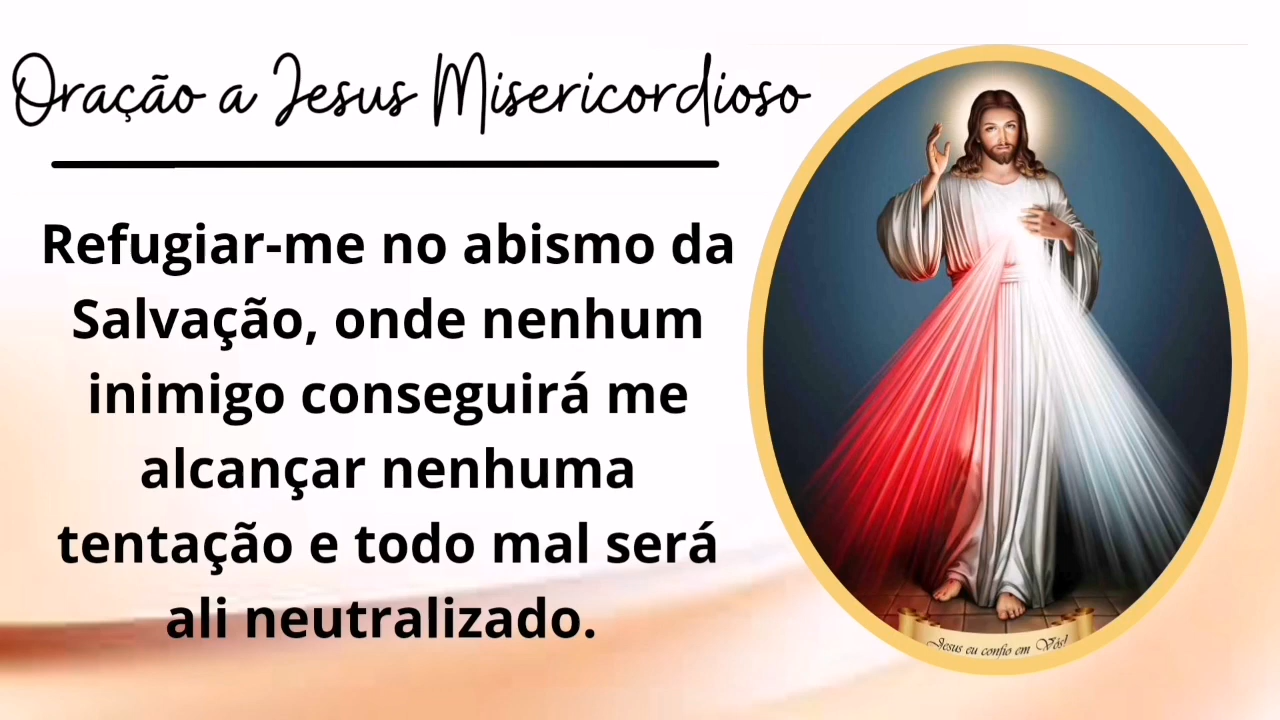 Oração a Jesus Misericordioso
Refugiar-me no abismo da
Salvação, onde nenhum
inimigo conseguirá me
alcançar nenhuma
tentação e todo mal será
ali neutralizado.
Jesus eu confio em Vós!